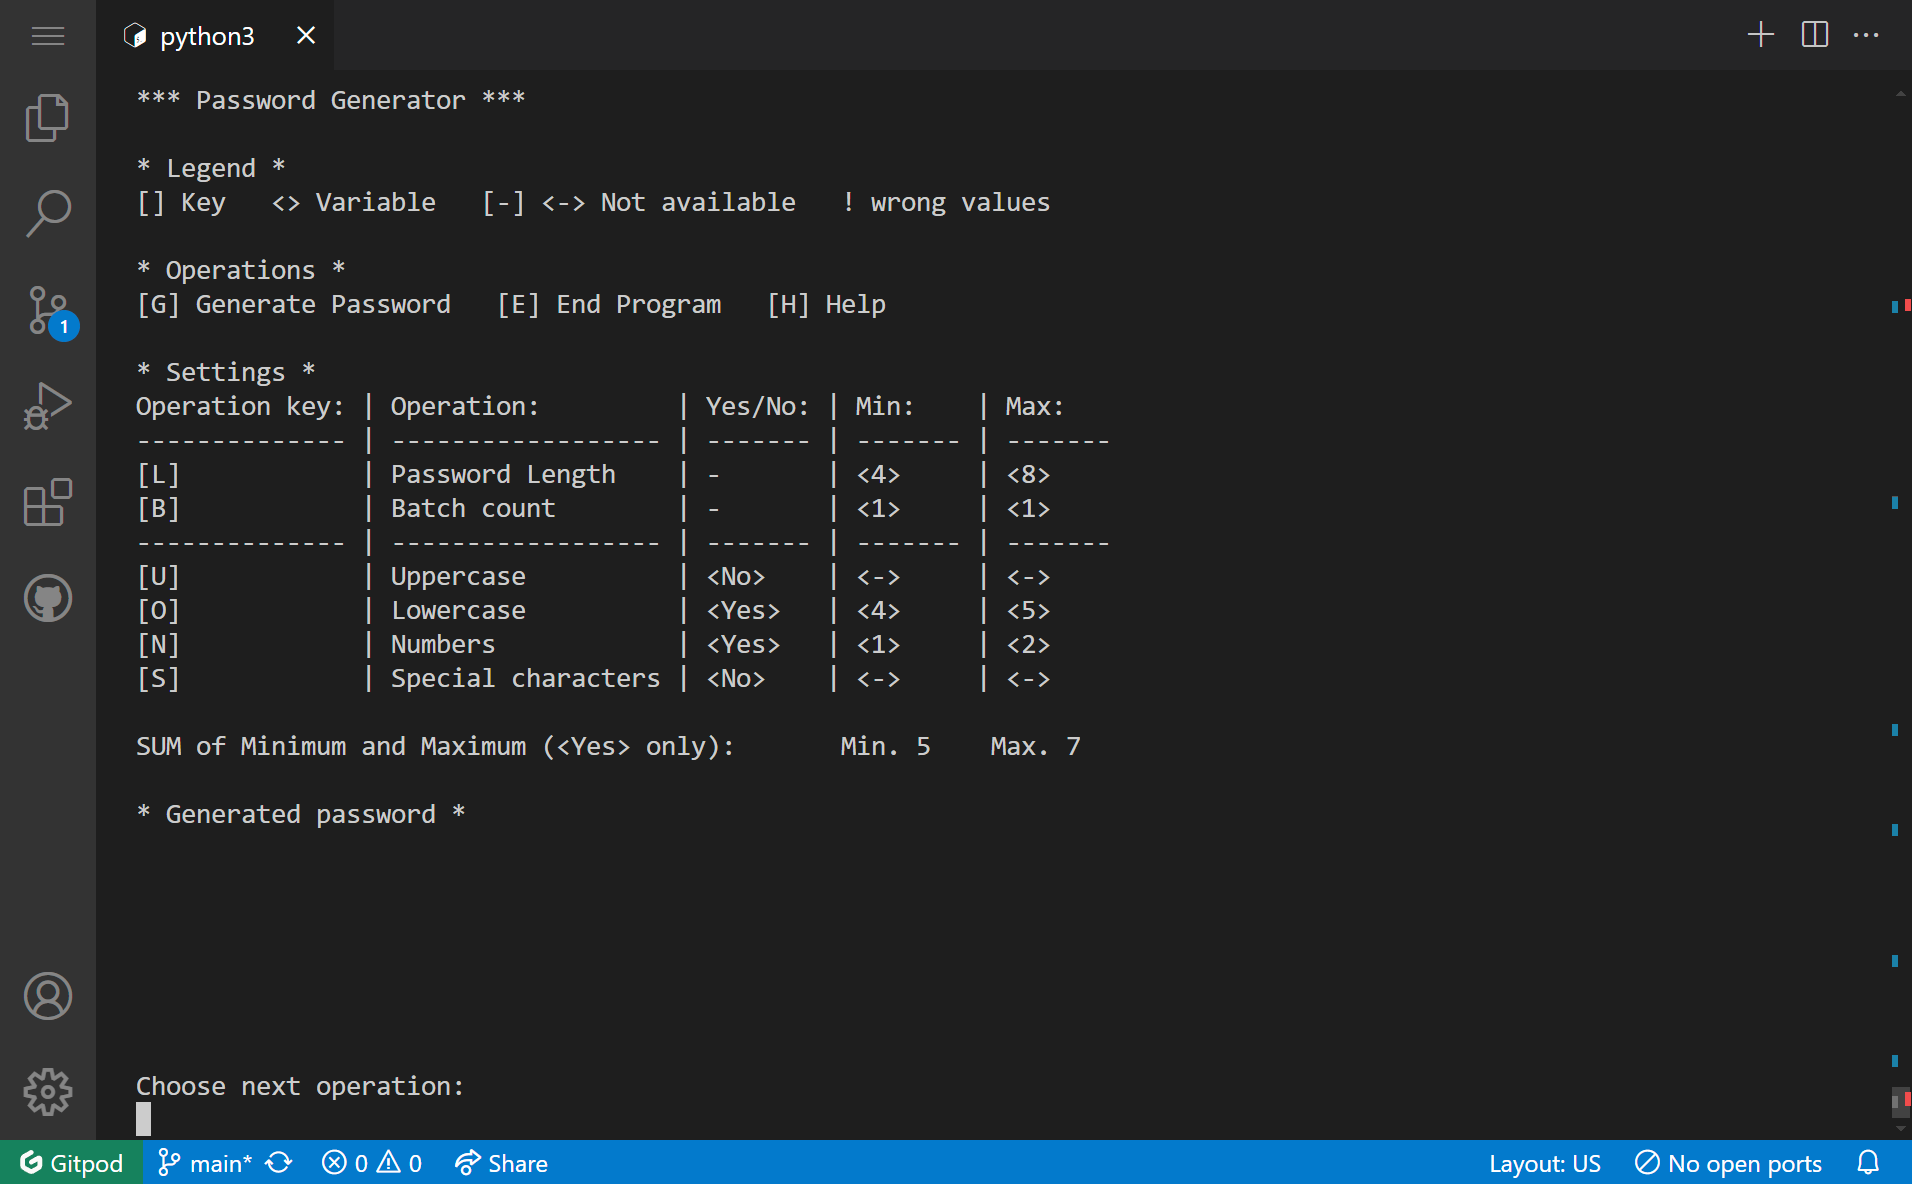 python3
*** Password Generator ***
* Legend *
[] Key   <> Variable   [-] <-> Not available   ! wrong values
* Operations *
[G] Generate Password   [E] End Program   [H] Help
* Settings *
Operation key: | Operation:         | Yes/No: | Min:    | Max:
-------------- | ------------------ | ------- | ------- | -------
[L]            | Password Length    | -       | <4>     | <8>
[B]            | Batch count        | -       | <1>     | <1>
-------------- | ------------------ | ------- | ------- | -------
[U]            | Uppercase          | <No>    | <->     | <->
[O]            | Lowercase          | <Yes>   | <4>     | <5>
[N]            | Numbers            | <Yes>   | <1>     | <2>
[S]            | Special characters | <No>    | <->     | <->
SUM of Minimum and Maximum (<Yes> only):       Min. 5    Max. 7
* Generated password *
Choose next operation:
1
Gitpod main* 0 0 Share Layout: US No open ports